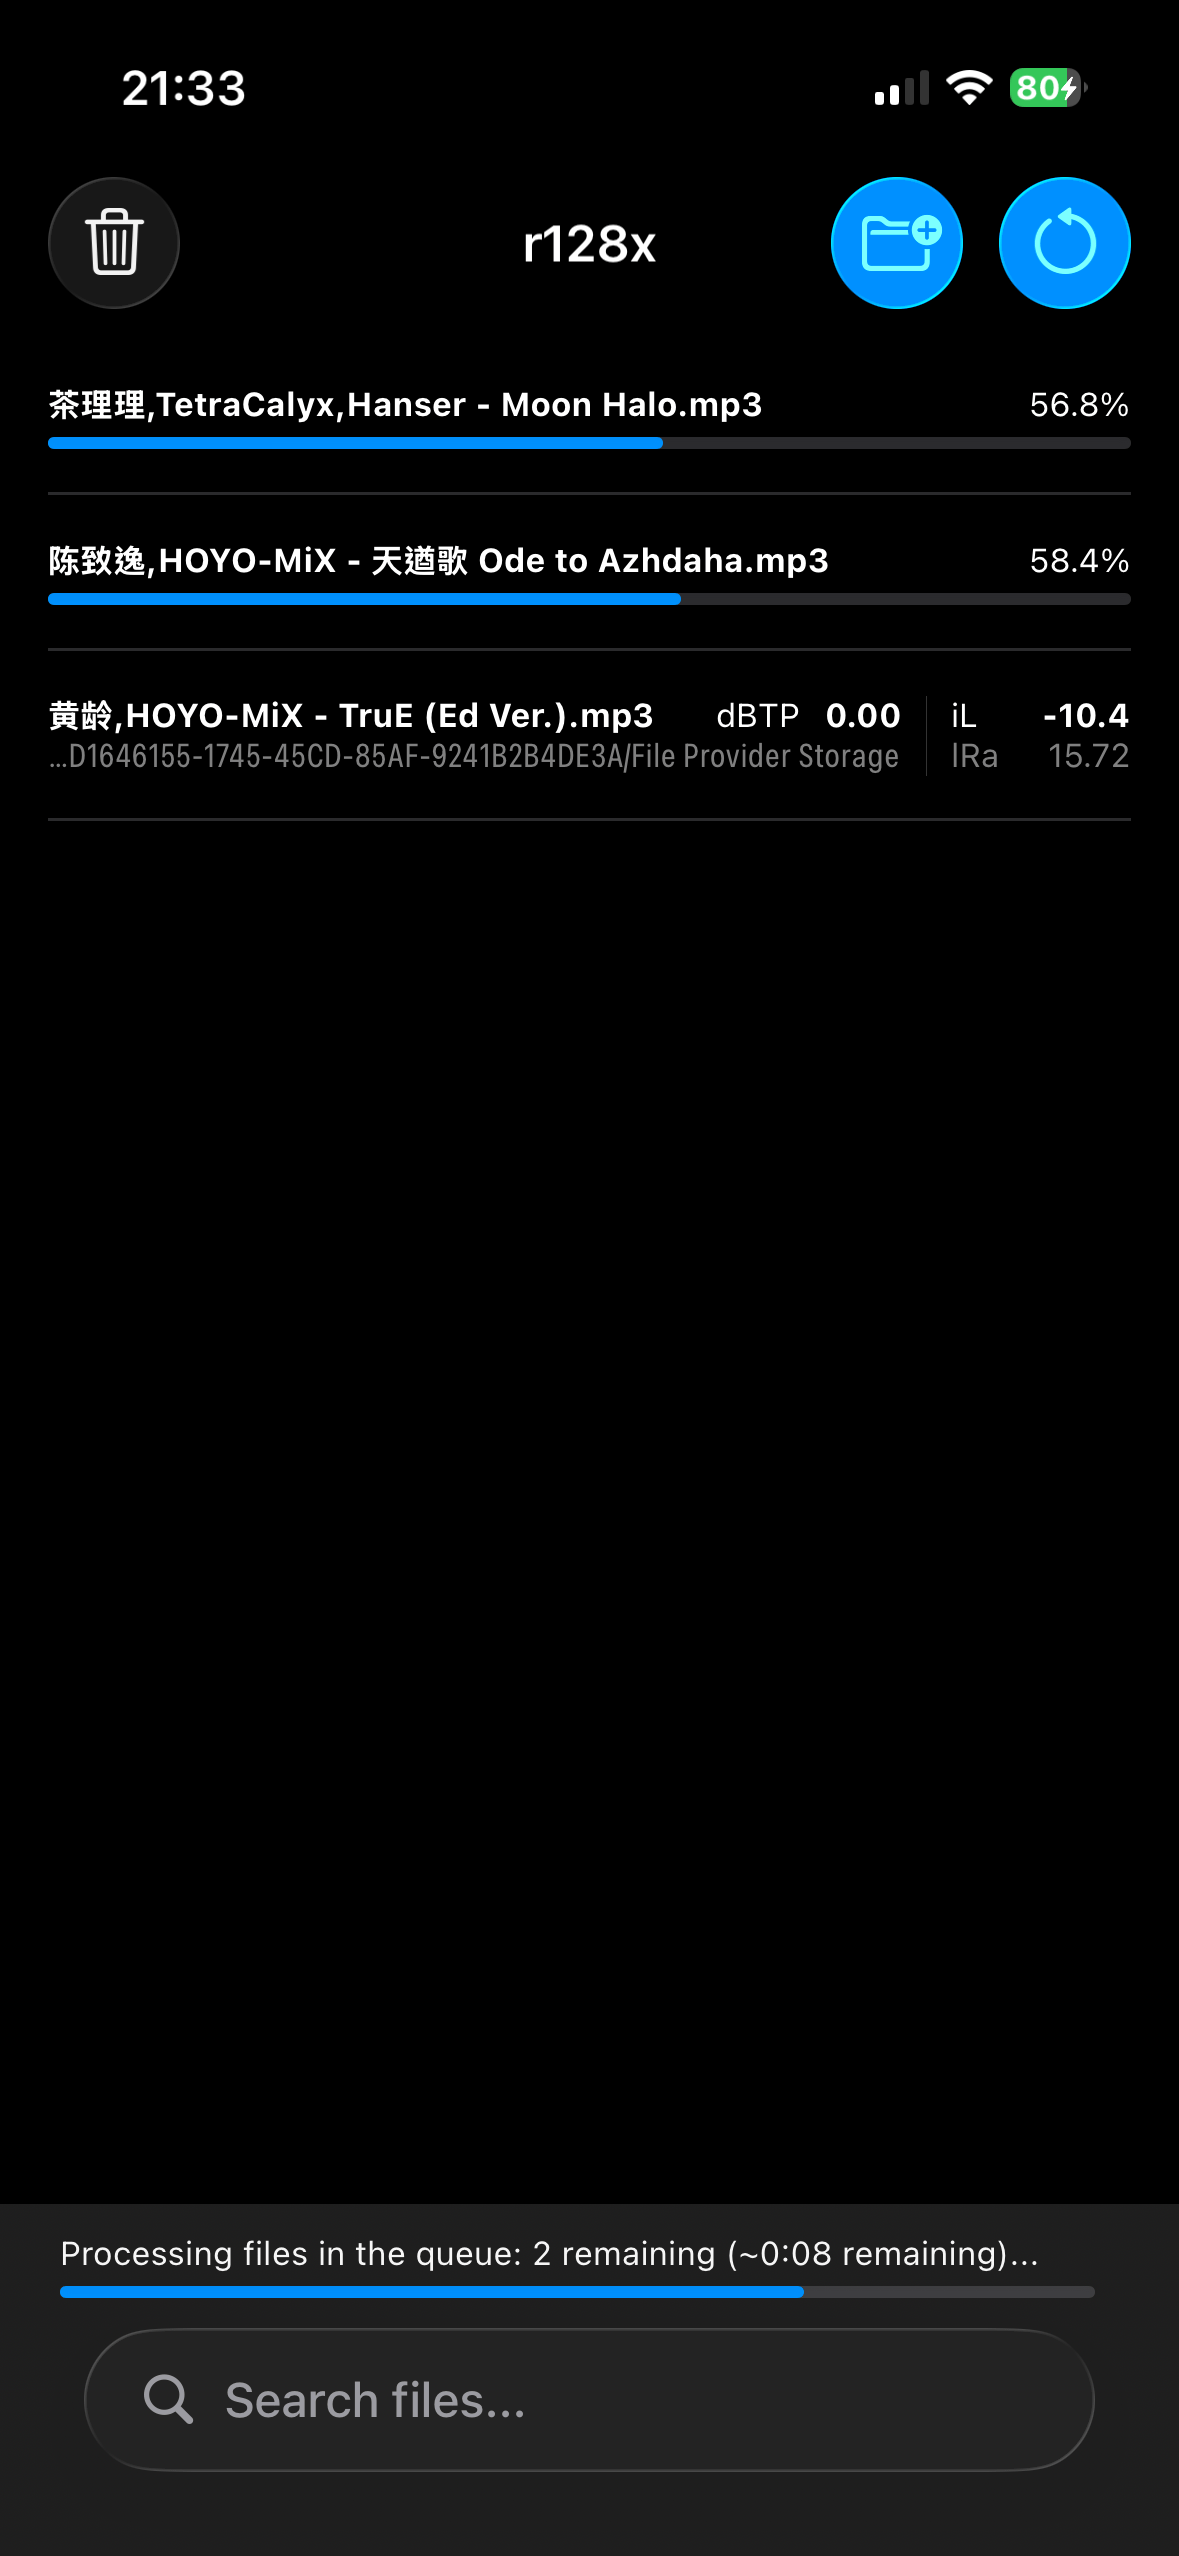 21:33
80
r128x
茶理理,TetraCalyx,Hanser - Moon Halo.mp3 56.8%
陈致逸,HOYO-MiX - 天遒歌 Ode to Azhdaha.mp3 58.4%
黄龄,HOYO-MiX - TruE (Ed Ver.).mp3 dBTP 0.00 iL -10.4
...D1646155-1745-45CD-85AF-9241B2B4DE3A/File Provider Storage lRa 15.72
Processing files in the queue: 2 remaining (~0:08 remaining)...
Search files...